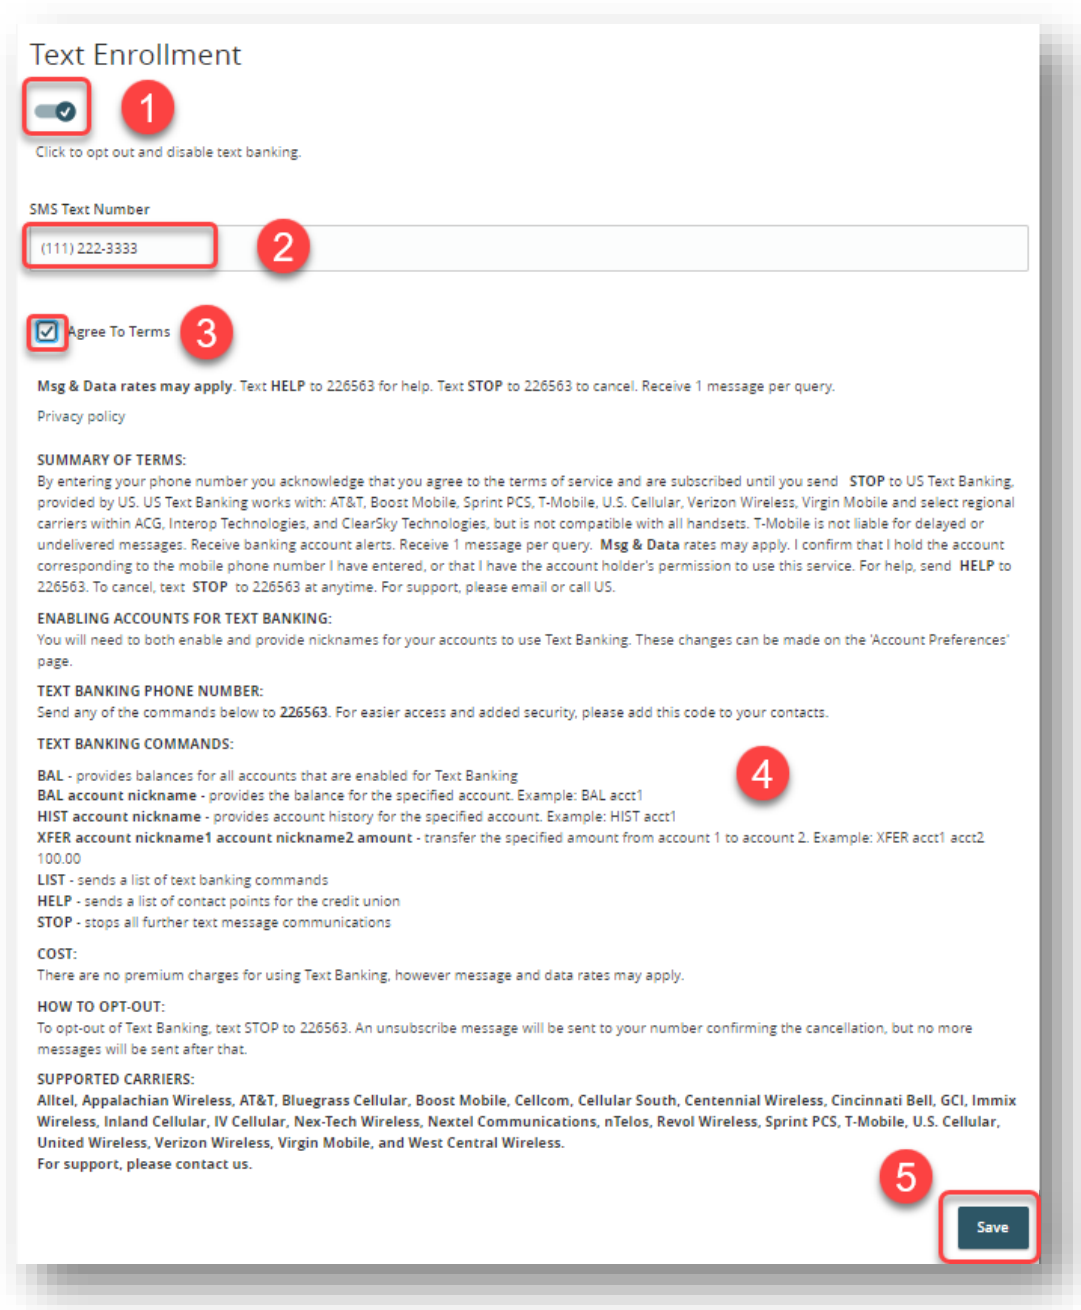 Text Enrollment
1
Click to opt out and disable text banking.
SMS Text Number
(111) 222-3333
2
Agree To Terms
3
Msg & Data rates may apply. Text HELP to 226563 for help. Text STOP to 226563 to cancel. Receive 1 message per query.
Privacy policy
SUMMARY OF TERMS:
By entering your phone number you acknowledge that you agree to the terms of service and are subscribed until you send STOP to US Text Banking,
provided by US. US Text Banking works with: AT&T, Boost Mobile, Sprint PCS, T-Mobile, U.S. Cellular, Verizon Wireless, Virgin Mobile and select regional
carriers within ACG, Interop Technologies, and ClearSky Technologies, but is not compatible with all handsets. T-Mobile is not liable for delayed or
undelivered messages. Receive banking account alerts. Receive 1 message per query. Msg & Data rates may apply. I confirm that I hold the account
corresponding to the mobile phone number I have entered, or that I have the account holder's permission to use this service. For help, send HELP to
226563. To cancel, text STOP to 226563 at anytime. For support, please email or call US.
ENABLING ACCOUNTS FOR TEXT BANKING:
You will need to both enable and provide nicknames for your accounts to use Text Banking. These changes can be made on the 'Account Preferences'
page.
TEXT BANKING PHONE NUMBER:
Send any of the commands below to 226563. For easier access and added security, please add this code to your contacts.
TEXT BANKING COMMANDS:
4
BAL - provides balances for all accounts that are enabled for Text Banking
BAL account nickname - provides the balance for the specified account. Example: BAL acct1
HIST account nickname - provides account history for the specified account. Example: HIST acct1
XFER account nickname1 account nickname2 amount - transfer the specified amount from account 1 to account 2. Example: XFER acct1 acct2
100.00
LIST - sends a list of text banking commands
HELP - sends a list of contact points for the credit union
STOP - stops all further text message communications
COST:
There are no premium charges for using Text Banking, however message and data rates may apply.
HOW TO OPT-OUT:
To opt-out of Text Banking, text STOP to 226563. An unsubscribe message will be sent to your number confirming the cancellation, but no more
messages will be sent after that.
SUPPORTED CARRIERS:
Alltel, Appalachian Wireless, AT&T, Bluegrass Cellular, Boost Mobile, Cellcom, Cellular South, Centennial Wireless, Cincinnati Bell, GCI, Immix
Wireless, Inland Cellular, IV Cellular, Nex-Tech Wireless, Nextel Communications, nTelos, Revol Wireless, Sprint PCS, T-Mobile, U.S. Cellular,
United Wireless, Verizon Wireless, Virgin Mobile, and West Central Wireless.
For support, please contact us.
5
Save